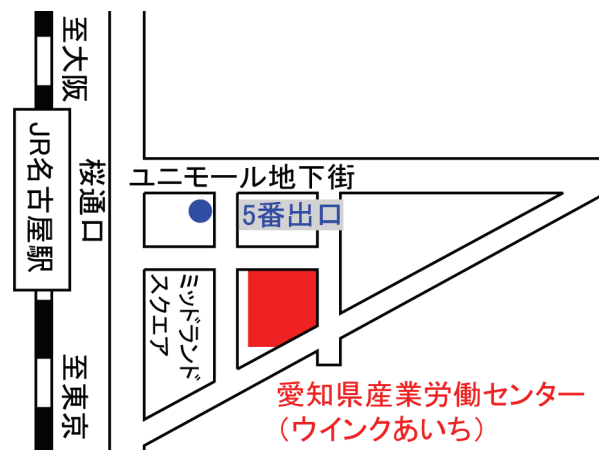 至大阪
JR名古屋駅
桜通口
至東京
ユニモール地下街
5番出口
ミッドランド
スクエア
愛知県産業労働センター
（ウインクあいち）